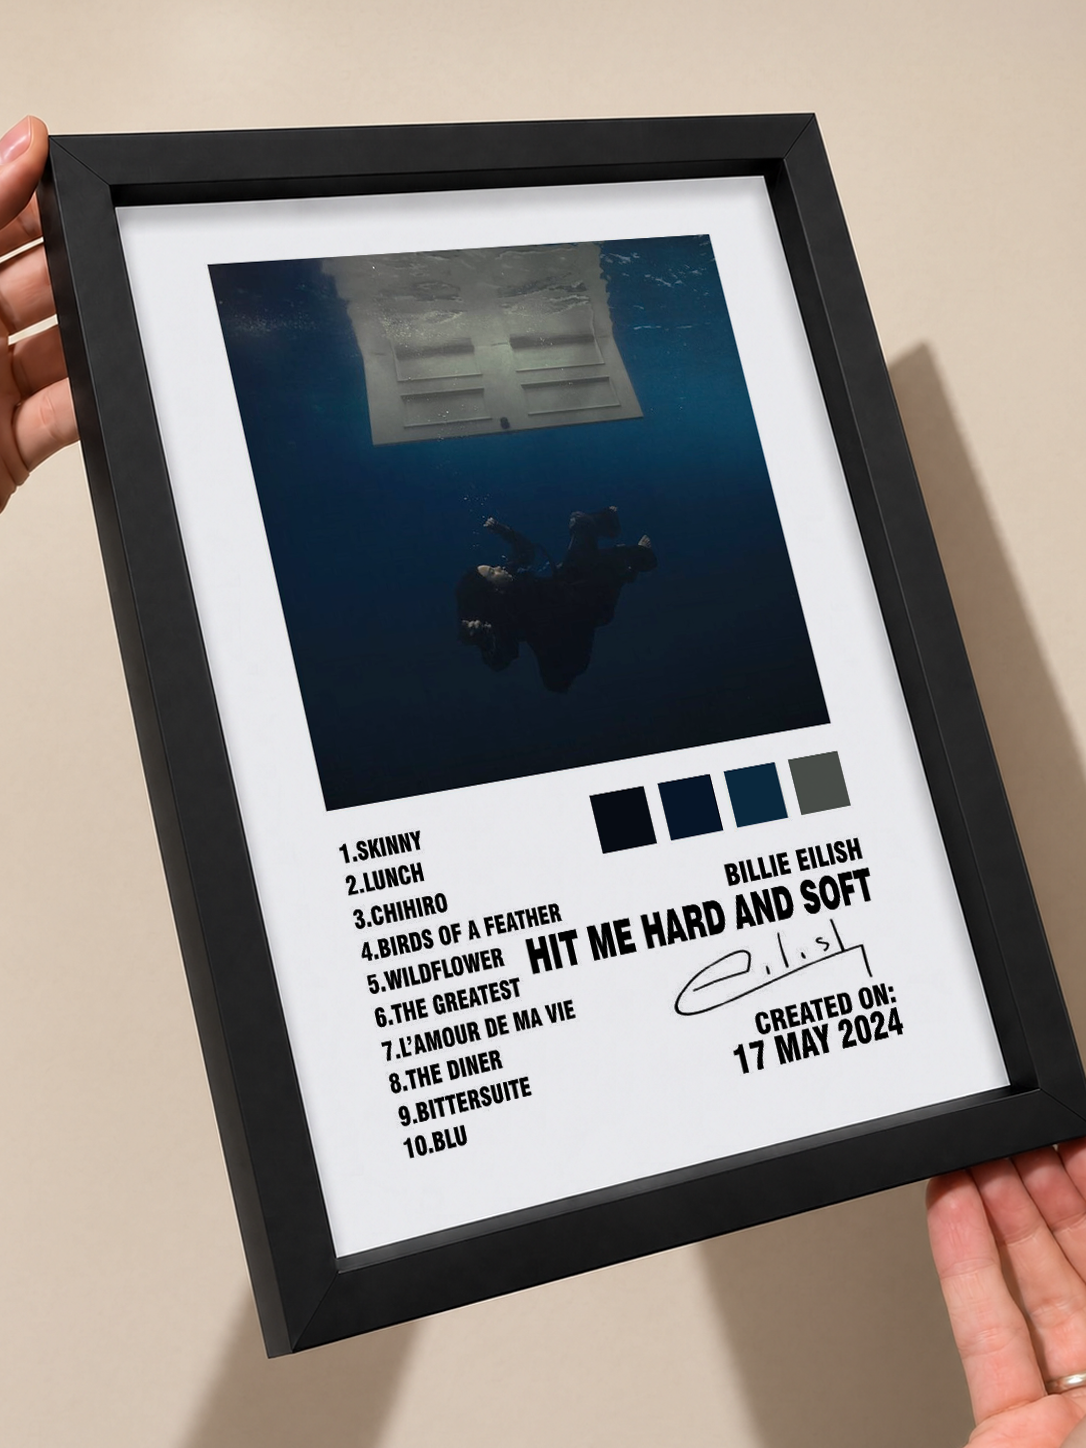 1.SKINNY
2.LUNCH
3.CHIHIRO
4.BIRDS OF A FEATHER
5.WILDFLOWER
6.THE GREATEST
7.L’AMOUR DE MA VIE
8.THE DINER
9.BITTERSUITE
10.BLU
BILLIE EILISH
HIT ME HARD AND SOFT
Eilish
CREATED ON:
17 MAY 2024